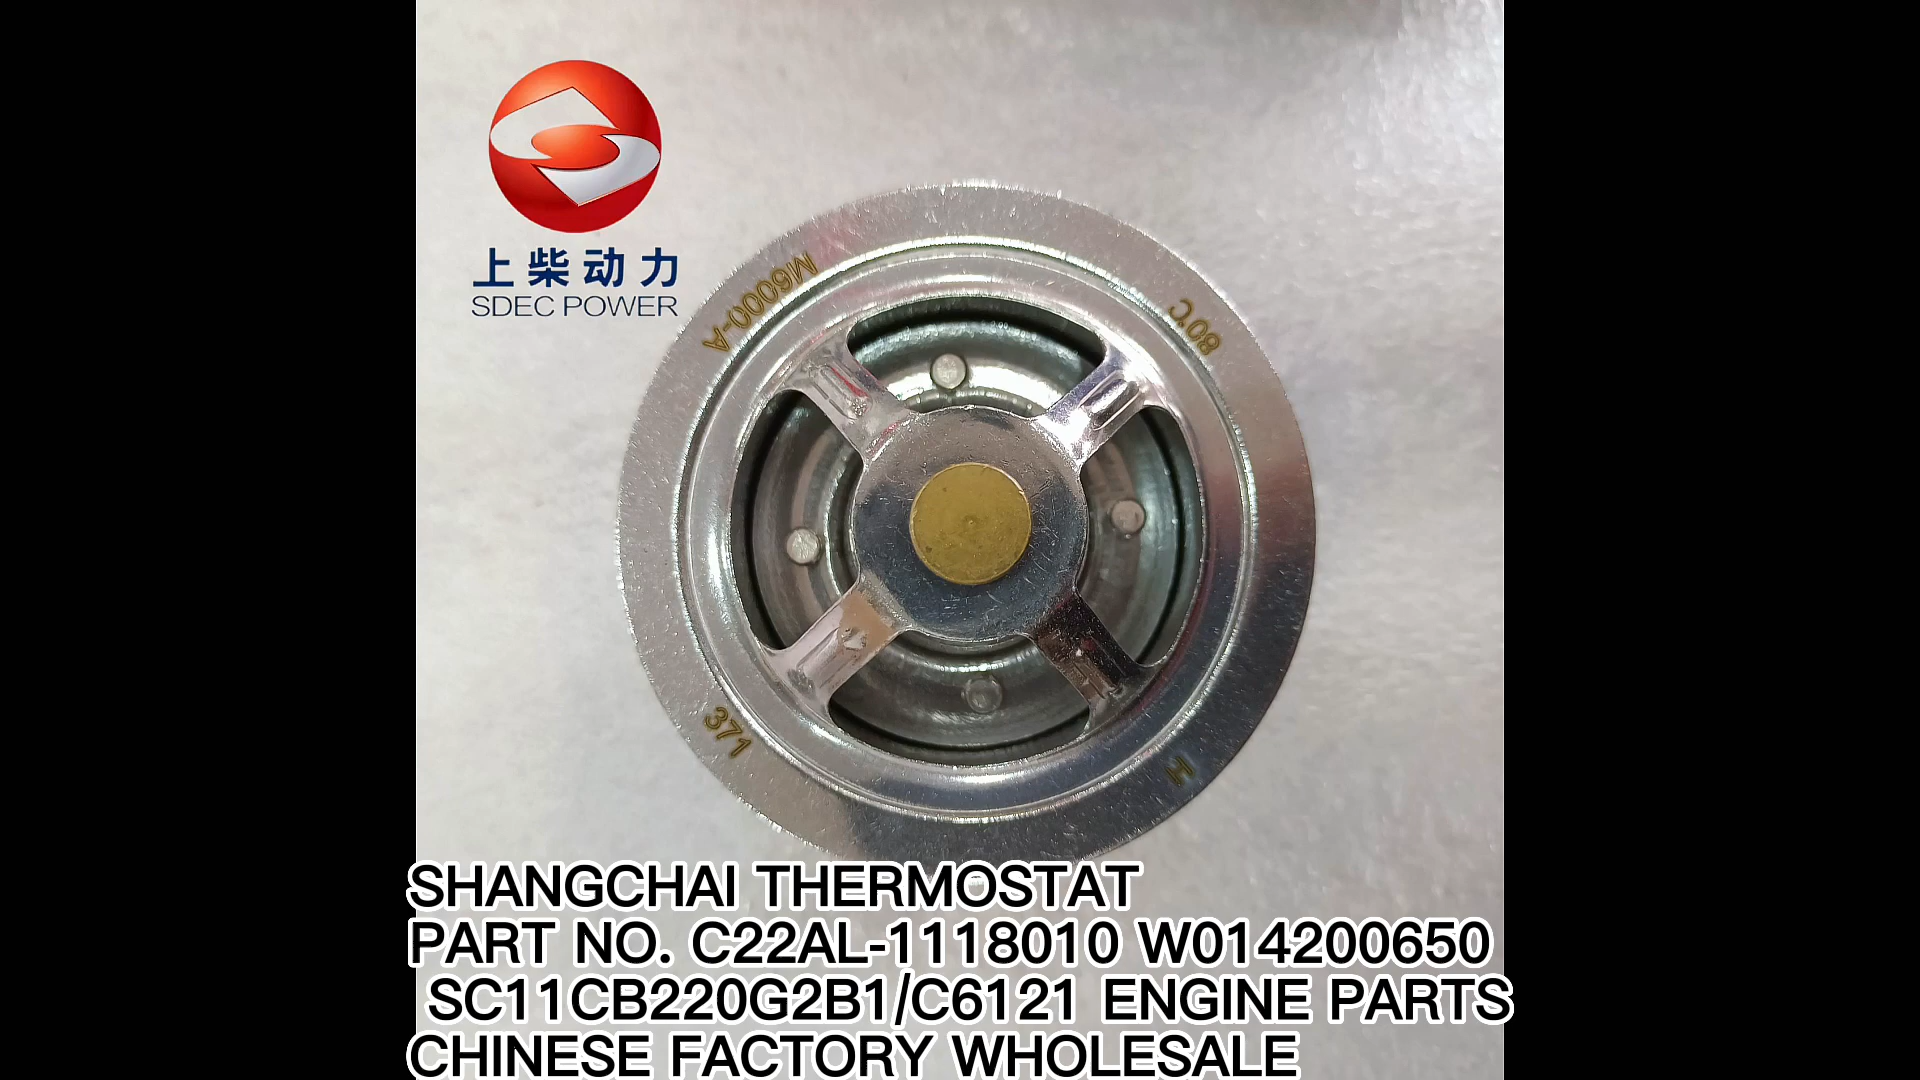 上柴动力
SDEC POWER
M6000-A
80℃
371
H
SHANGCHAI THERMOSTAT
PART NO. C22AL-1118010 W014200650
SC11CB220G2B1/C6121 ENGINE PARTS
CHINESE FACTORY WHOLESALE